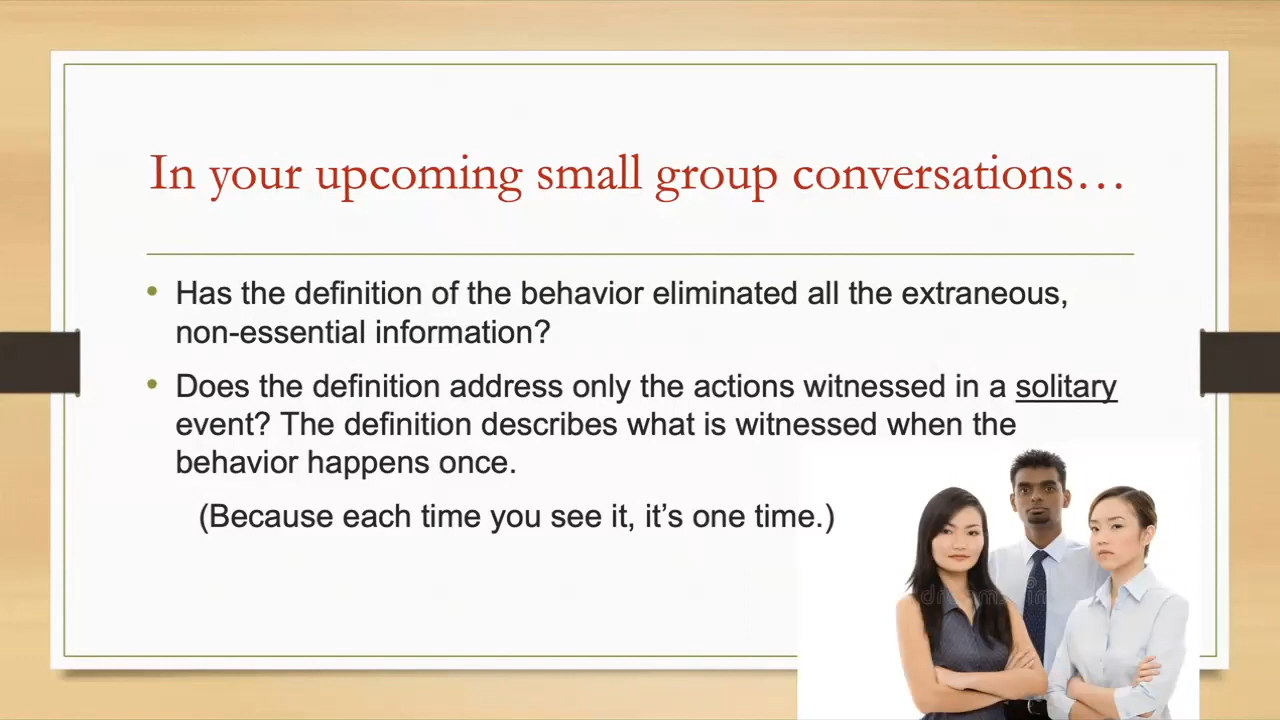 In your upcoming small group conversations…
• Has the definition of the behavior eliminated all the extraneous,
non-essential information?
• Does the definition address only the actions witnessed in a solitary
event? The definition describes what is witnessed when the
behavior happens once.
(Because each time you see it, it’s one time.)